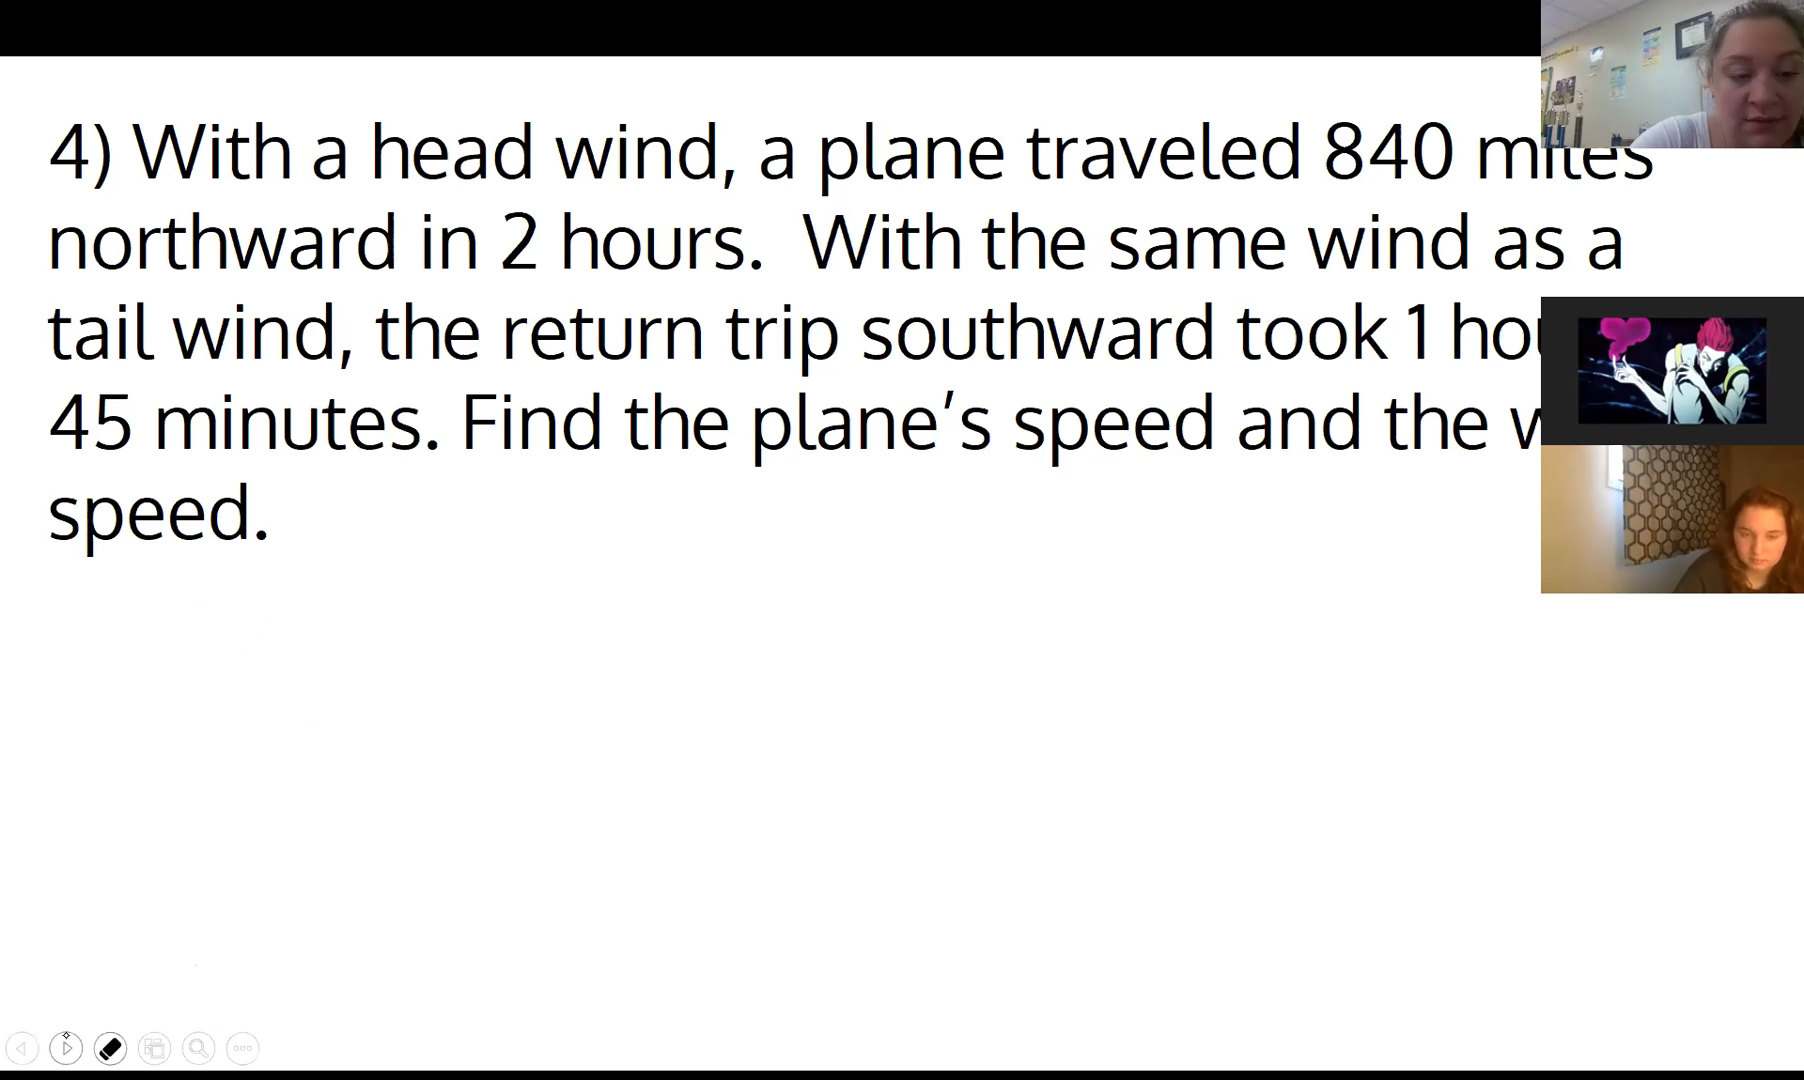 4) With a head wind, a plane traveled 840 miles
northward in 2 hours. With the same wind as a
tail wind, the return trip southward took 1
45 minutes. Find the plane’s speed and the
speed.